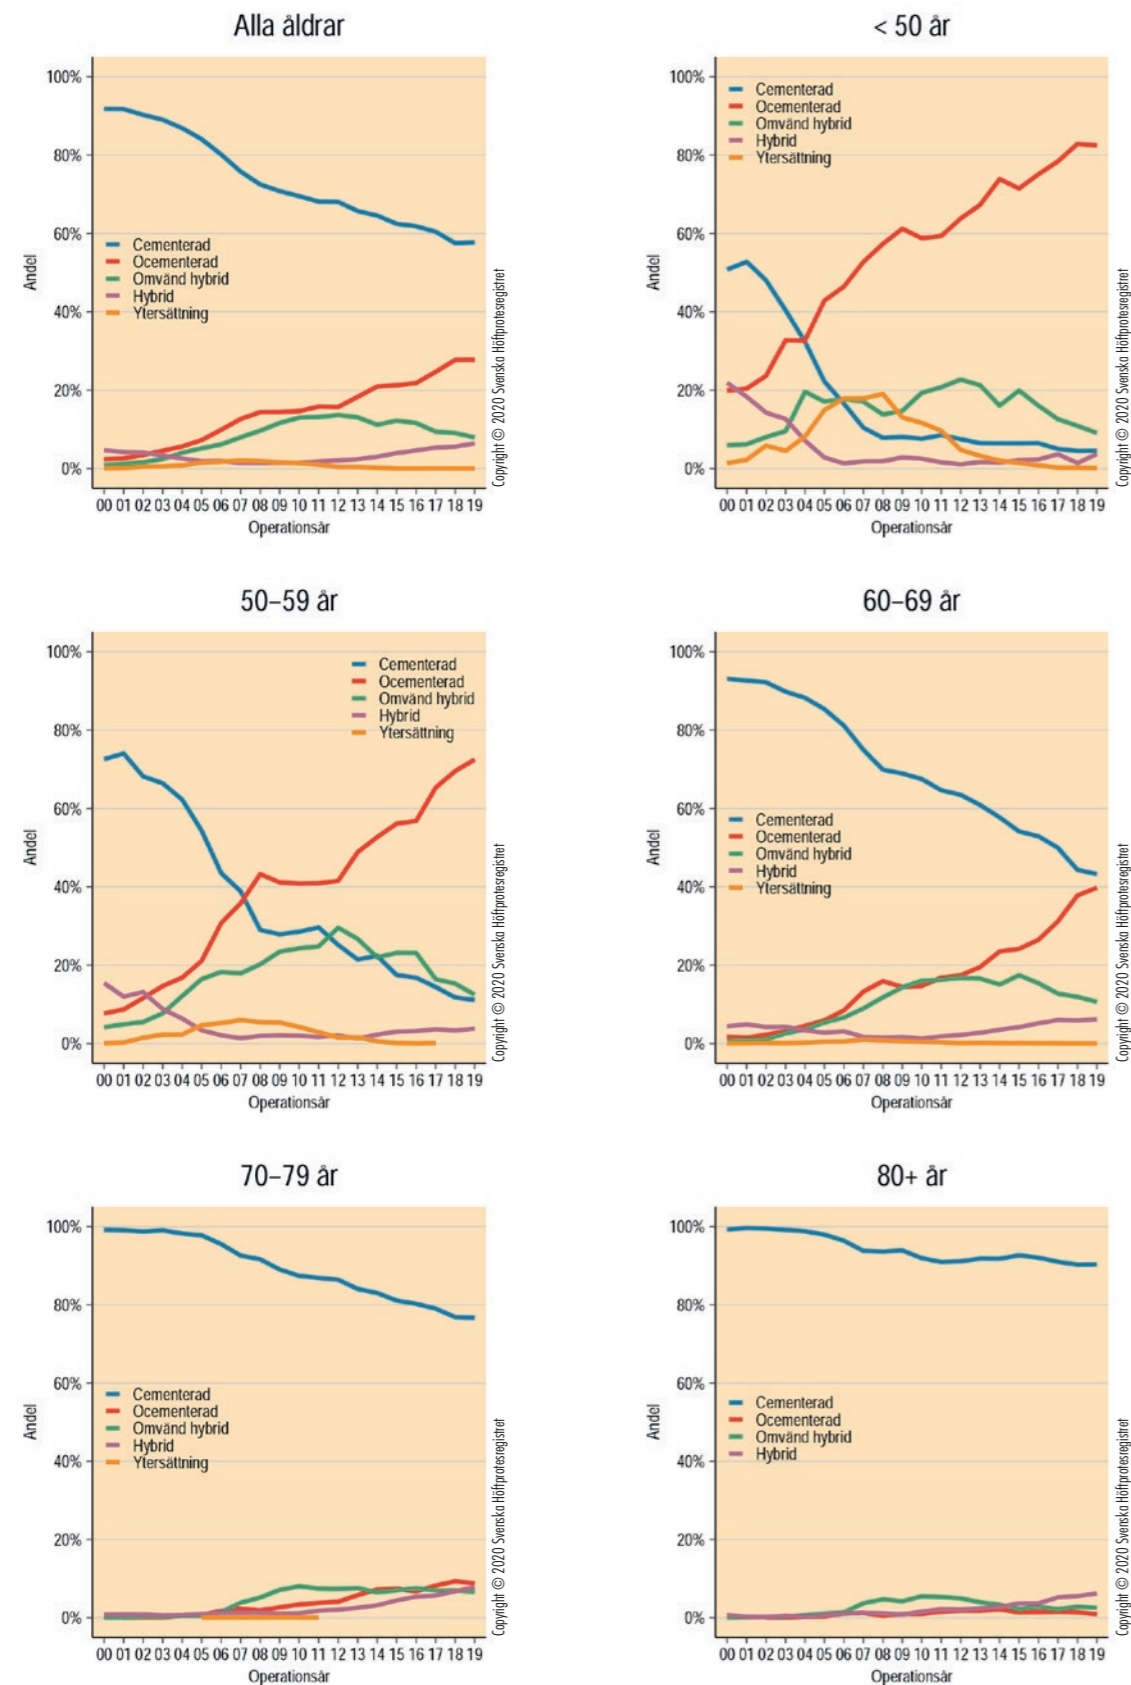 Alla åldrar
100%
80%
60%
40%
20%
0%
Andel
Cementerad
Ocementerad
Omvänd hybrid
Hybrid
Ytersättning
00 01 02 03 04 05 06 07 08 09 10 11 12 13 14 15 16 17 18 19
Operationsår
Copyright © 2020 Svenska Höftprotesregistret
< 50 år
100%
80%
60%
40%
20%
0%
Andel
Cementerad
Ocementerad
Omvänd hybrid
Hybrid
Ytersättning
00 01 02 03 04 05 06 07 08 09 10 11 12 13 14 15 16 17 18 19
Operationsår
Copyright © 2020 Svenska Höftprotesregistret
50–59 år
100%
80%
60%
40%
20%
0%
Andel
Cementerad
Ocementerad
Omvänd hybrid
Hybrid
Ytersättning
00 01 02 03 04 05 06 07 08 09 10 11 12 13 14 15 16 17 18 19
Operationsår
Copyright © 2020 Svenska Höftprotesregistret
60–69 år
100%
80%
60%
40%
20%
0%
Andel
Cementerad
Ocementerad
Omvänd hybrid
Hybrid
Ytersättning
00 01 02 03 04 05 06 07 08 09 10 11 12 13 14 15 16 17 18 19
Operationsår
Copyright © 2020 Svenska Höftprotesregistret
70–79 år
100%
80%
60%
40%
20%
0%
Andel
Cementerad
Ocementerad
Omvänd hybrid
Hybrid
Ytersättning
00 01 02 03 04 05 06 07 08 09 10 11 12 13 14 15 16 17 18 19
Operationsår
Copyright © 2020 Svenska Höftprotesregistret
80+ år
100%
80%
60%
40%
20%
0%
Andel
Cementerad
Ocementerad
Omvänd hybrid
Hybrid
00 01 02 03 04 05 06 07 08 09 10 11 12 13 14 15 16 17 18 19
Operationsår
Copyright © 2020 Svenska Höftprotesregistret